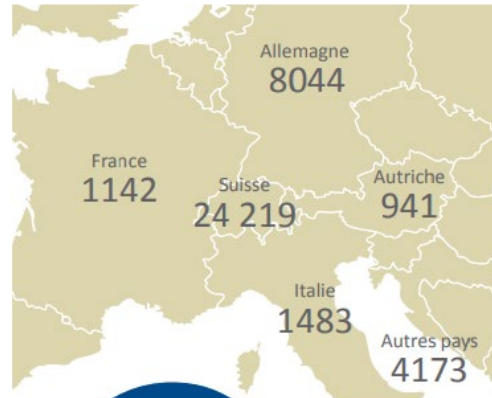 Allemagne
8044
France
1142
Suisse
24 219
Autriche
941
Italie
1483
Autres pays
4173